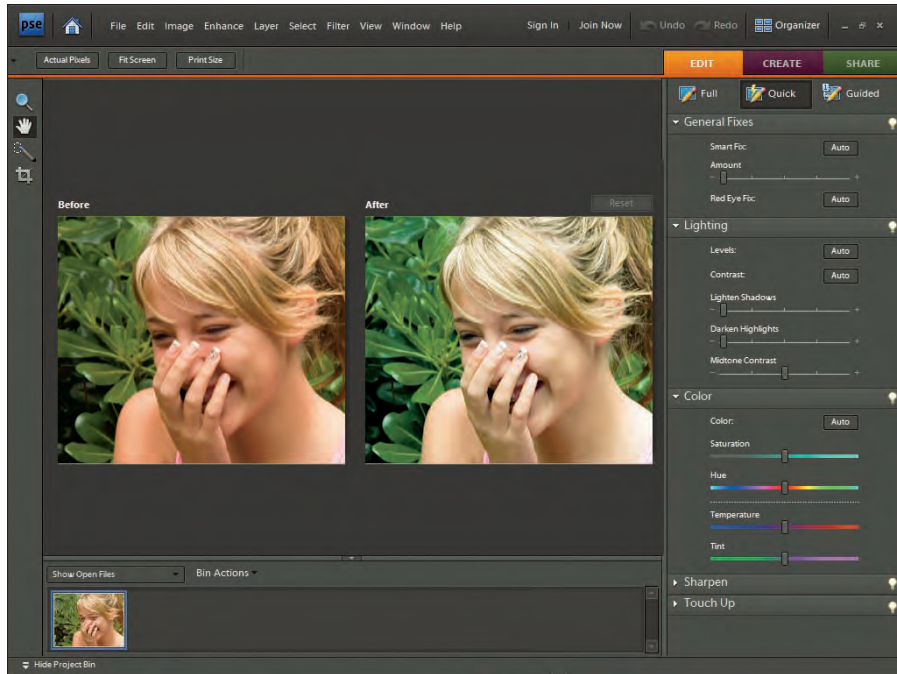 pse File Edit Image Enhance Layer Select Filter View Window Help Sign In Join Now Undo Redo Organizer
Actual Pixels Fit Screen Print Size EDIT CREATE SHARE
Full Quick Guided
General Fixes
Smart Fix: Auto
Amount
Red Eye Fix: Auto
Before After Reset
Lighting
Levels: Auto
Contrast: Auto
Lighten Shadows
Darken Highlights
Midtone Contrast
Color
Color: Auto
Saturation
Hue
Temperature
Tint
Show Open Files Bin Actions
Sharpen
Touch Up
Hide Project Bin